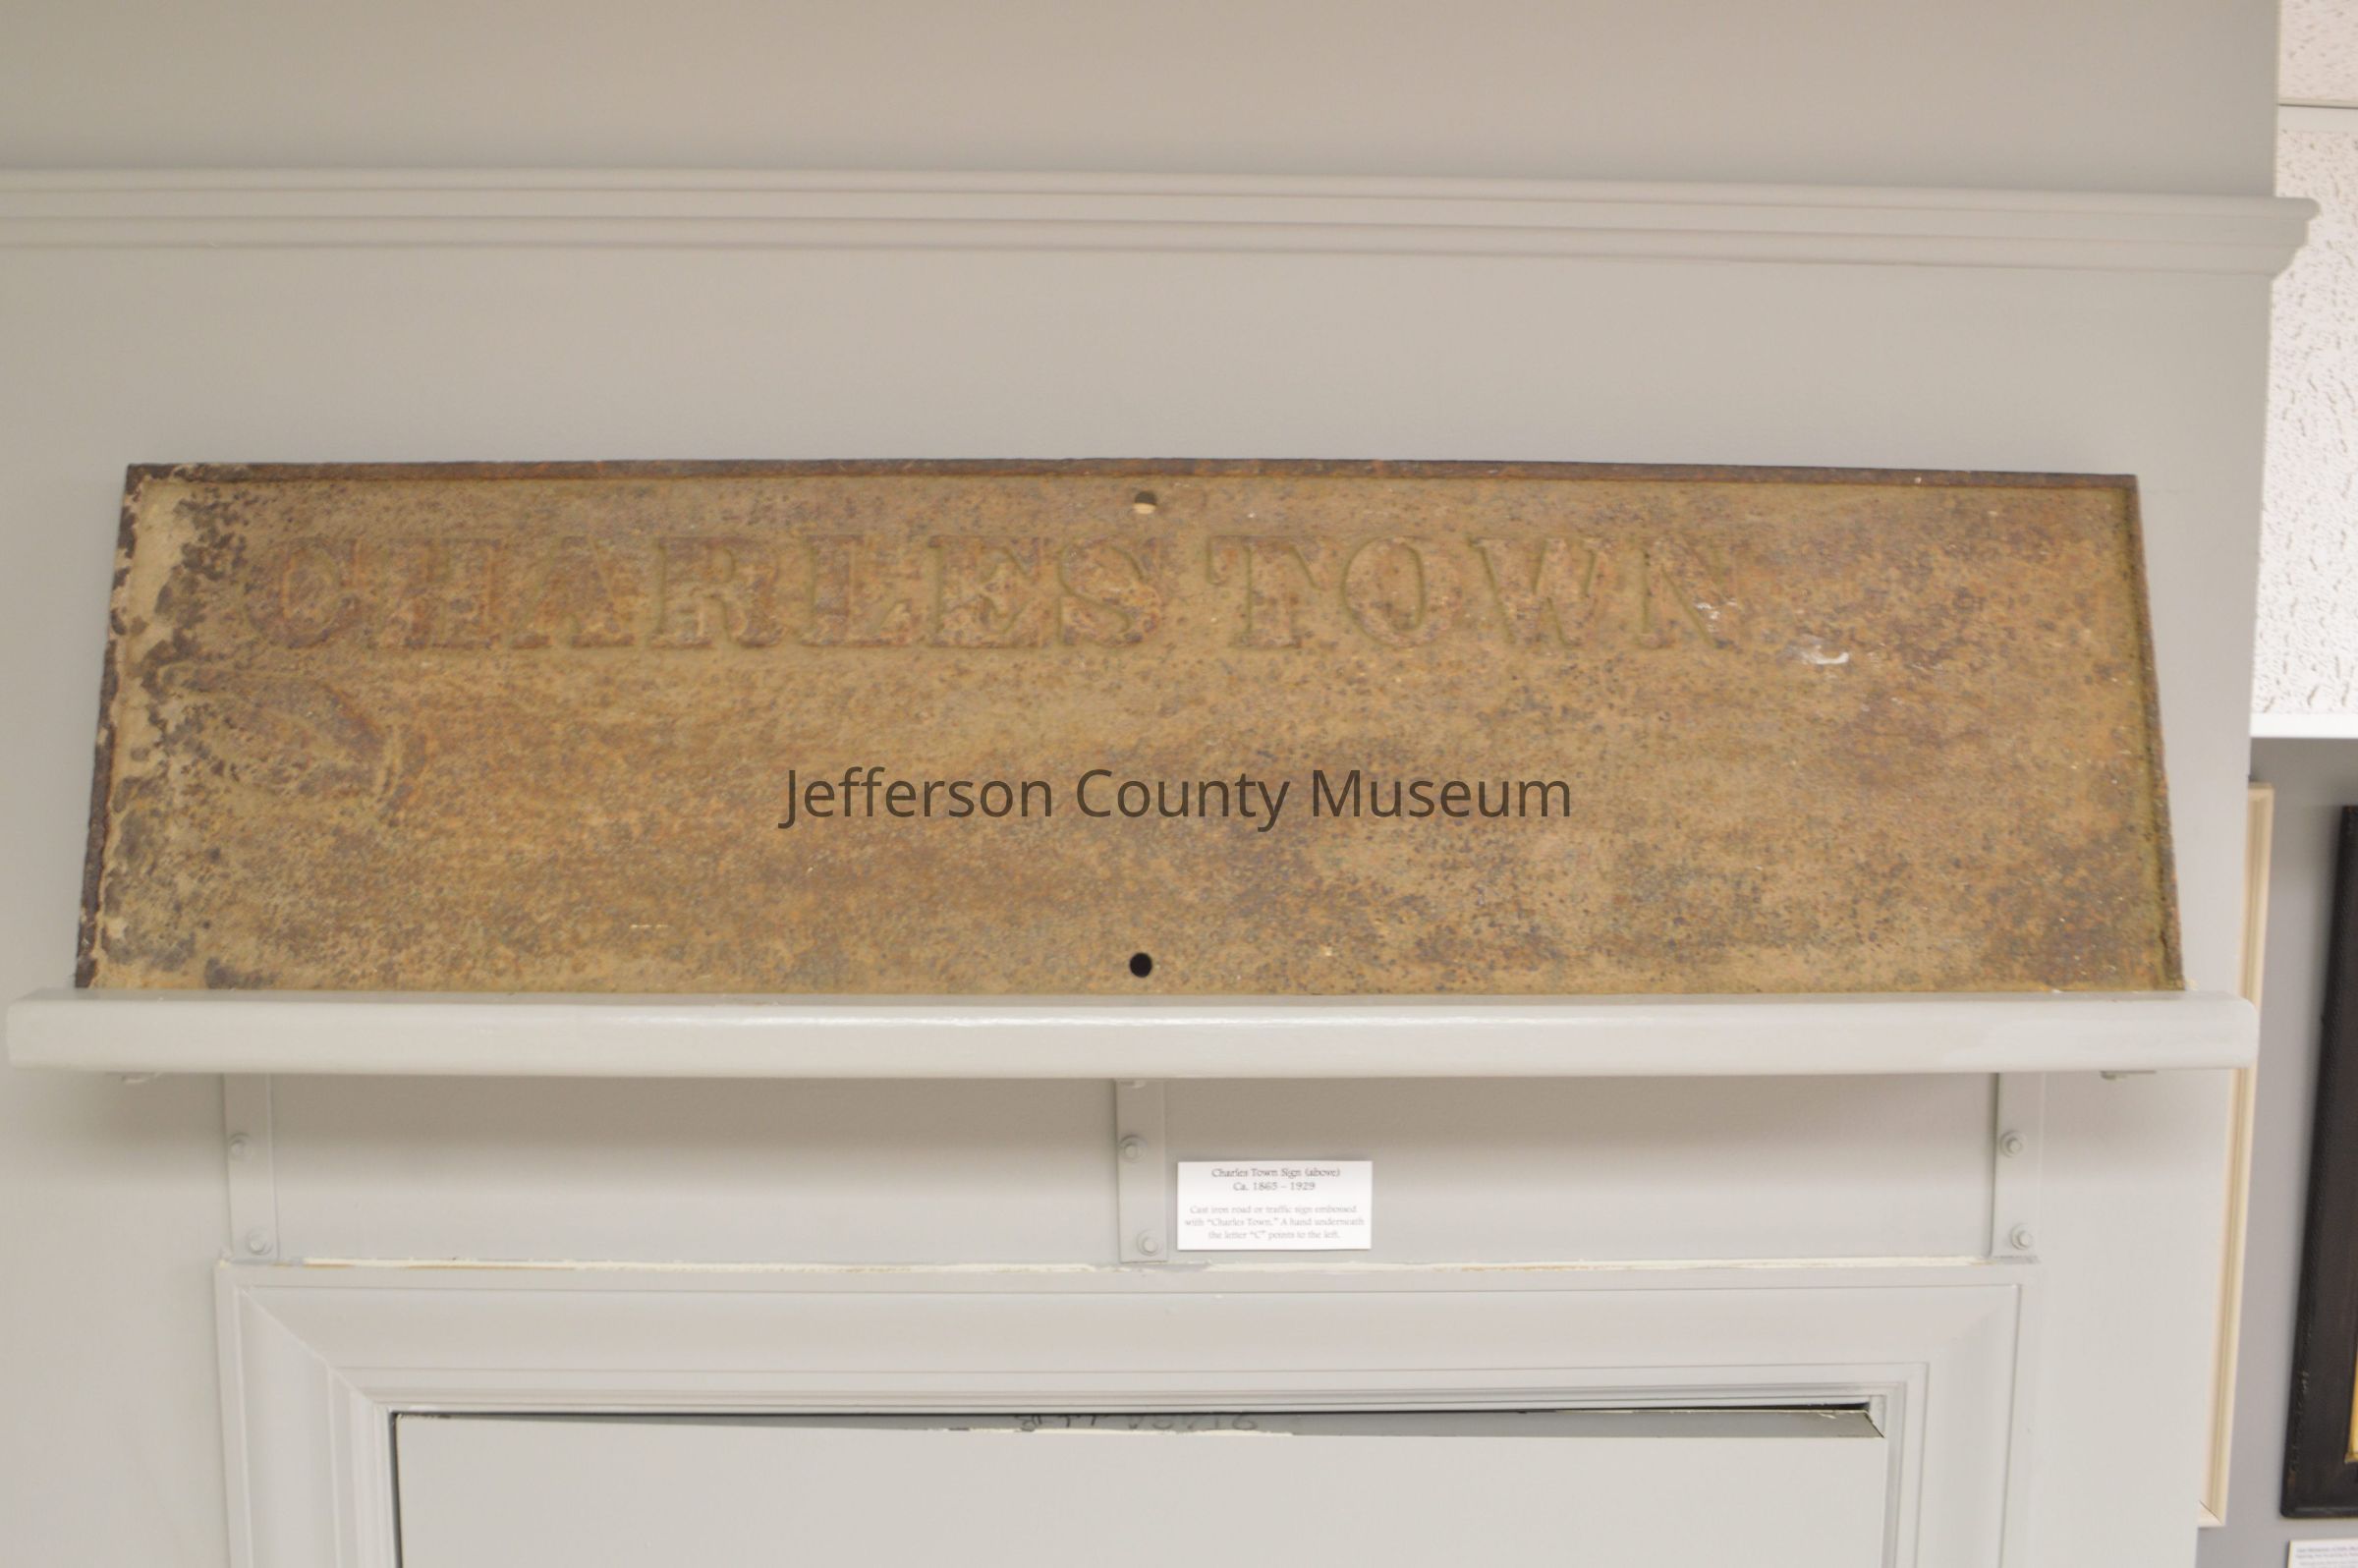 CHARLES TOWN
Jefferson County Museum
Charles Town Sign (above)
Ca. 1865 – 1929
Cast iron road or traffic sign embossed
with "Charles Town." A hand underneath
the letter "C" points to the left.